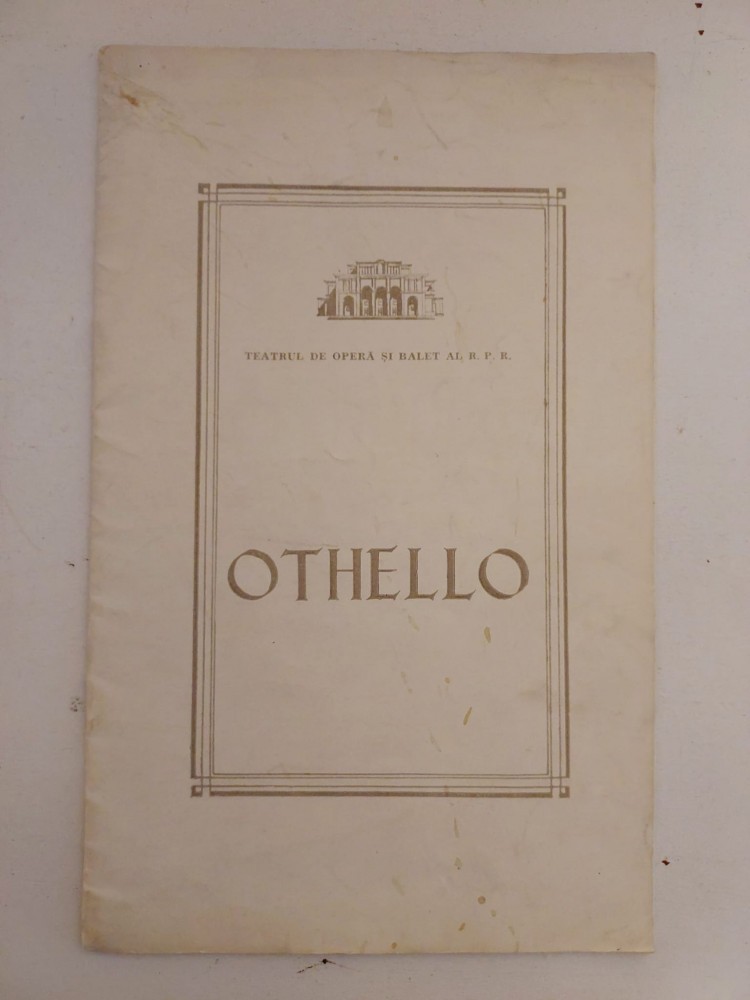 TEATRUL DE OPERĂ ȘI BALET AL R. P. R.
OTHELLO